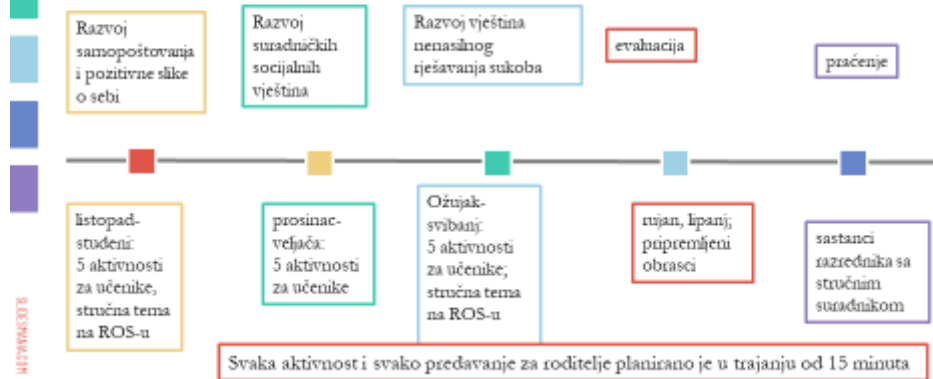 Razvoj
samopoštovanja
i pozitivne slike
o sebi
Razvoj
suradničkih
socijalnih
vještina
Razvoj vještina
nenasilnog
rješavanja sukoba
evaluacija
praćenje
listopad-
studeni:
5 aktivnosti
za učenike,
stručna tema
na ROS-u
prosinac-
veljača:
5 aktivnosti
za učenike
Ožujak-
svibanj:
5 aktivnosti
za učenike;
stručna tema
na ROS-u
rujan, lipanj;
pripremljeni
obrasci
sastanci
razrednika sa
stručnim
suradnikom
Svaka aktivnost i svako predavanje za roditelje planirano je u trajanju od 15 minuta
SLIDESMANIA.COM